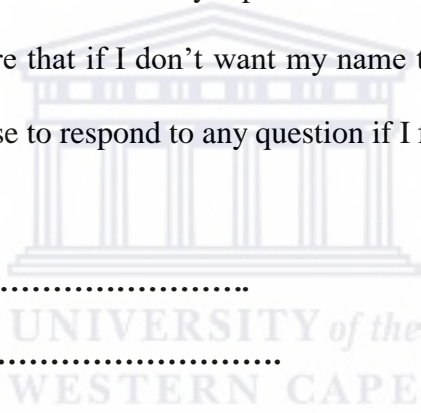 re that if I don't want my name t
se to respond to any question if I f
……………………….
UNIVERSITY of the
………………………….
WESTERN CAPE